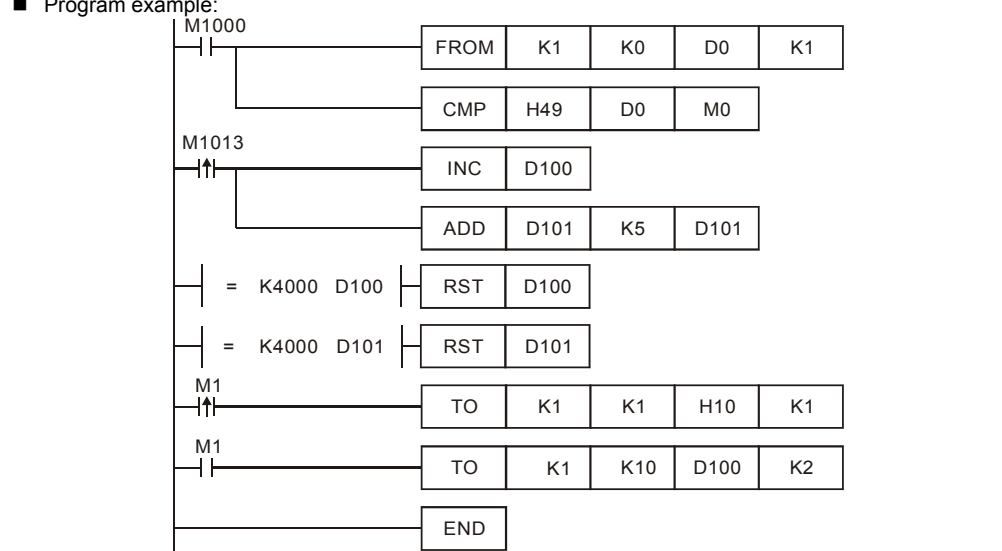 ■ Program example:
M1000
FROM K1 K0 D0 K1
CMP H49 D0 M0
M1013
INC D100
ADD D101 K5 D101
= K4000 D100 RST D100
= K4000 D101 RST D101
M1
TO K1 K1 H10 K1
M1
TO K1 K10 D100 K2
END